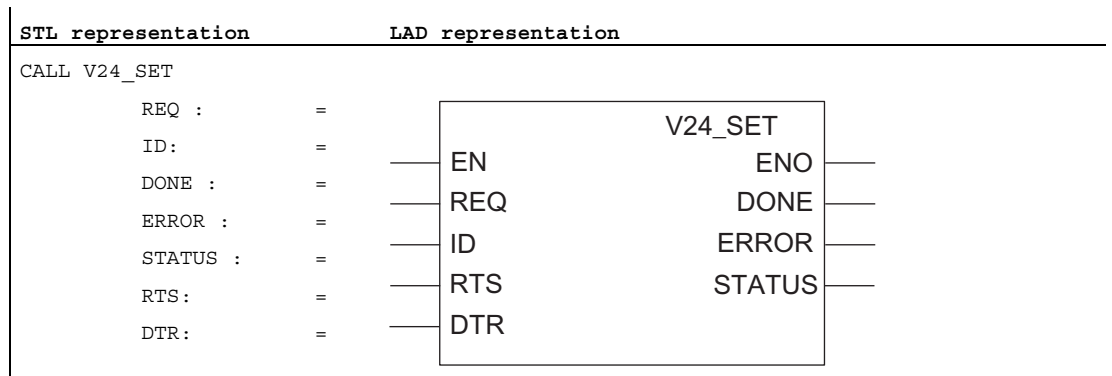 STL representation LAD representation
CALL V24_SET
REQ : =
ID: =
DONE : =
ERROR : =
STATUS : =
RTS: =
DTR: =
V24_SET
EN ENO
REQ DONE
ID ERROR
RTS STATUS
DTR